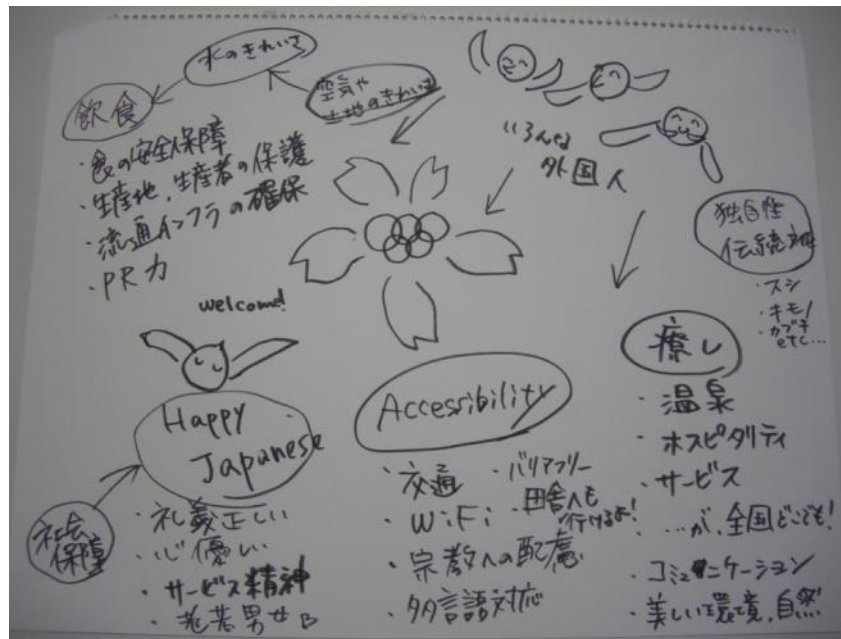 水のきれいさ
飲食
空気や
土地のきれいさ
・食の安全保障
・生産地、生産者の保護
・流通インフラの確保
・PR力
いろんな
外国人
独自性
伝統
・スシ
・キモノ
・カブキ
etc...
welcome!
Happy
Japanese
社会
保障
・礼義正しい
・心優しい
・サービス精神
・老若男女
Accessibility
・交通
・バリアフリー
・WiFi
・田舎へも
行けるよ!
・宗教への配慮
・多言語対応
癒し
・温泉
・ホスピタリティ
・サービス
...が、全国どこでも!
・コミュニケーション
・美しい環境、自然